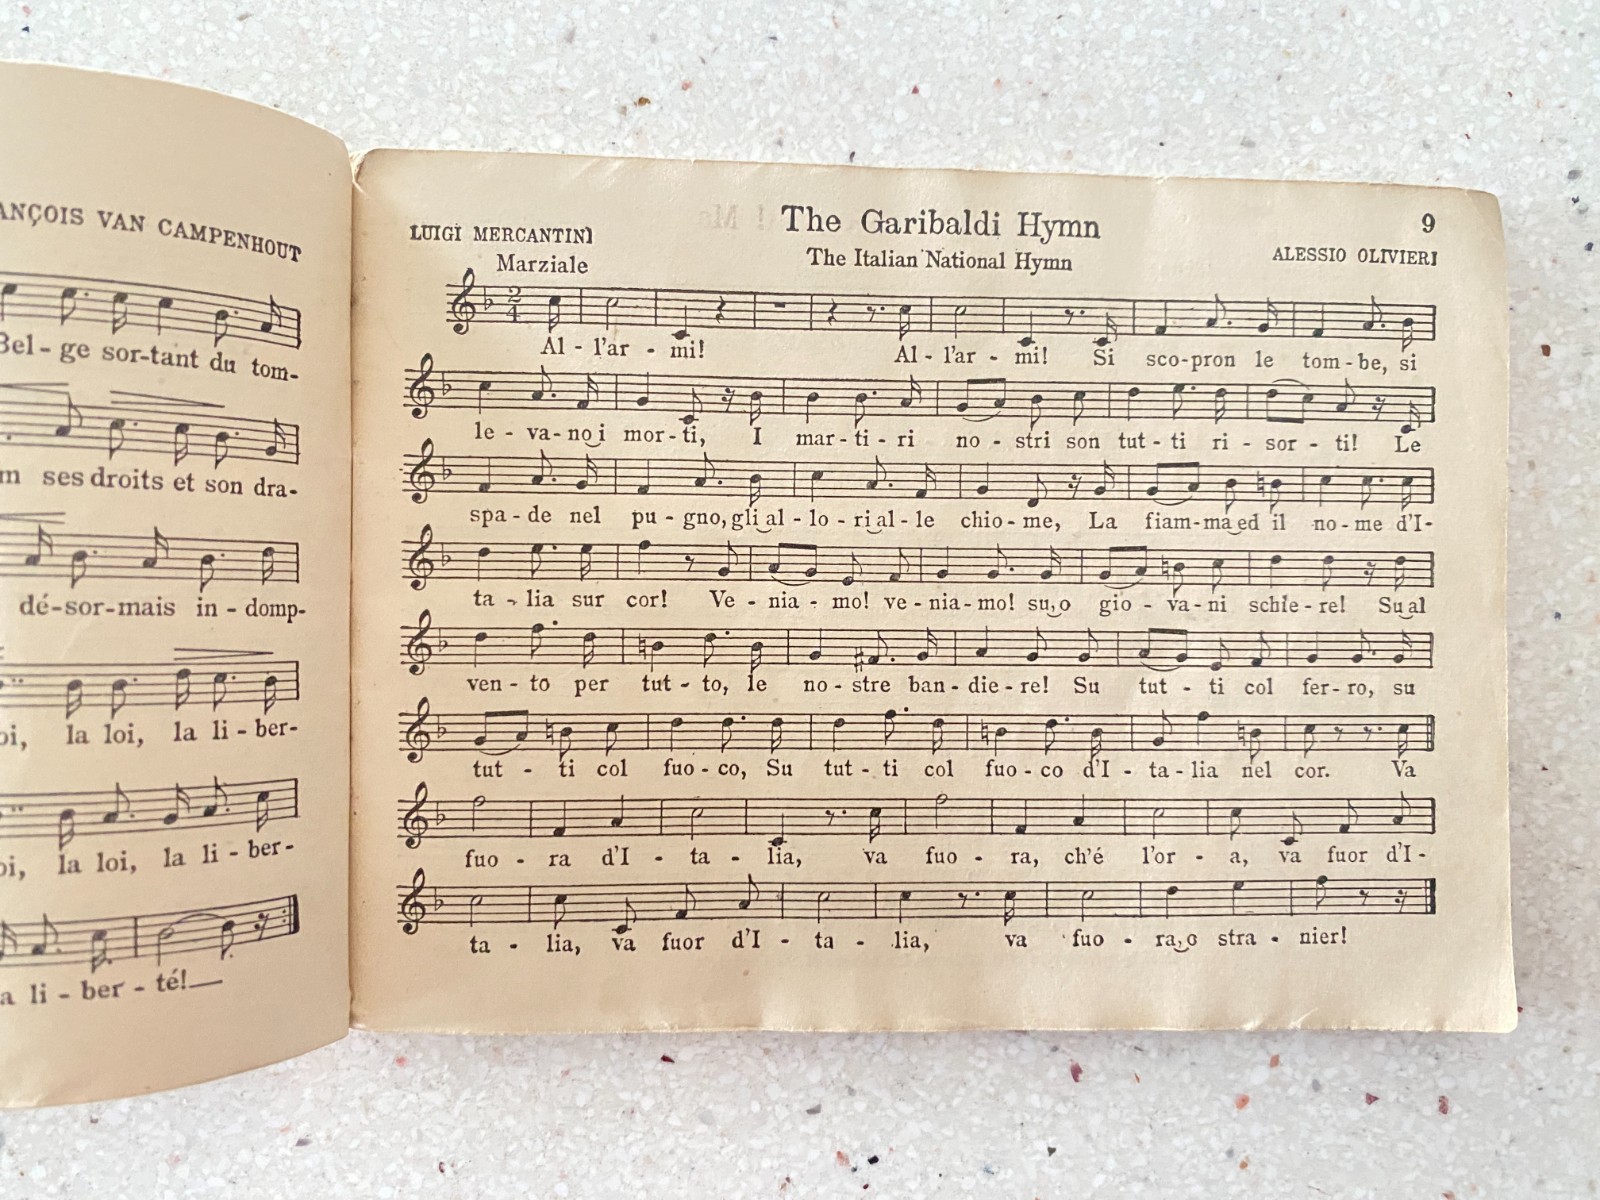 VAN CAMPENHOUT
ge sor-tant du tom-
ses droits et son dra-
dé-sor-mais in-domp-
la loi, la li-ber-
la loi, la li-ber-
li-ber-té!
The Garibaldi Hymn
9
LUIGI MERCANTINI
The Italian National Hymn
ALESSIO OLIVIERI
Marziale
2
4
Al-l'ar-mi! Al-l'ar-mi! Si sco-pron le tom-be, si
le-va-no i mor-ti, I mar-ti-ri no-stri son tut-ti ri-sor-ti! Le
spa-de nel pu-gno, gli al-lo-ri al-le chio-me, La fiam-ma ed il no-me d'I-
ta-lia sur cor! Ve-nia-mo! ve-nia-mo! su, o gio-va-ni schie-re! Su al
ven-to per tut-to, le no-stre ban-die-re! Su tut-ti col fer-ro, su
tut-ti col fuo-co, Su tut-ti col fuo-co d'I-ta-lia nel cor. Va
fuo-ra d'I-ta-lia, va fuo-ra, ch'é l'or-a, va fuor d'I-
ta-lia, va fuor d'I-ta-lia, va fuo-ra, o stra-nier!